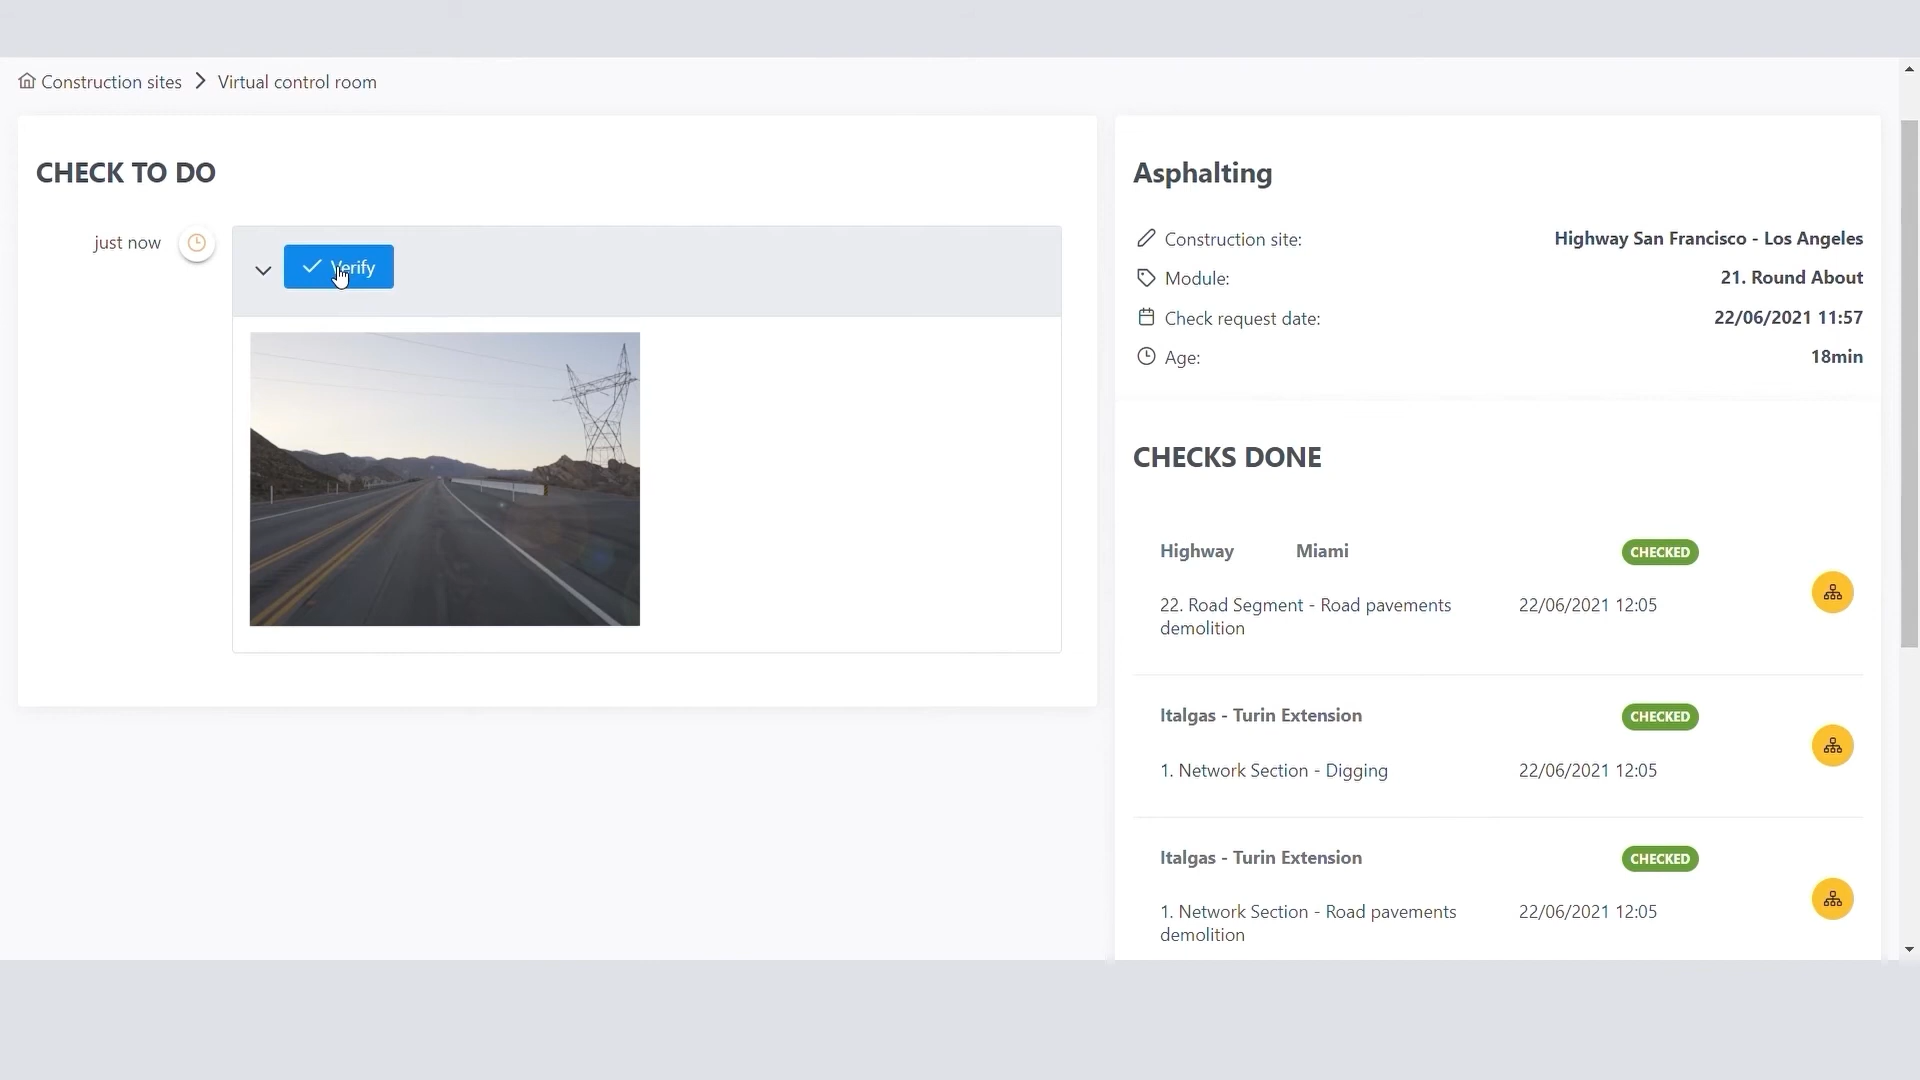 Construction sites > Virtual control room
CHECK TO DO
just now
Verify
Asphalting
Construction site: Highway San Francisco - Los Angeles
Module: 21. Round About
Check request date: 22/06/2021 11:57
Age: 18min
CHECKS DONE
Highway Miami CHECKED
22. Road Segment - Road pavements 22/06/2021 12:05
demolition
Italgas - Turin Extension CHECKED
1. Network Section - Digging 22/06/2021 12:05
Italgas - Turin Extension CHECKED
1. Network Section - Road pavements 22/06/2021 12:05
demolition